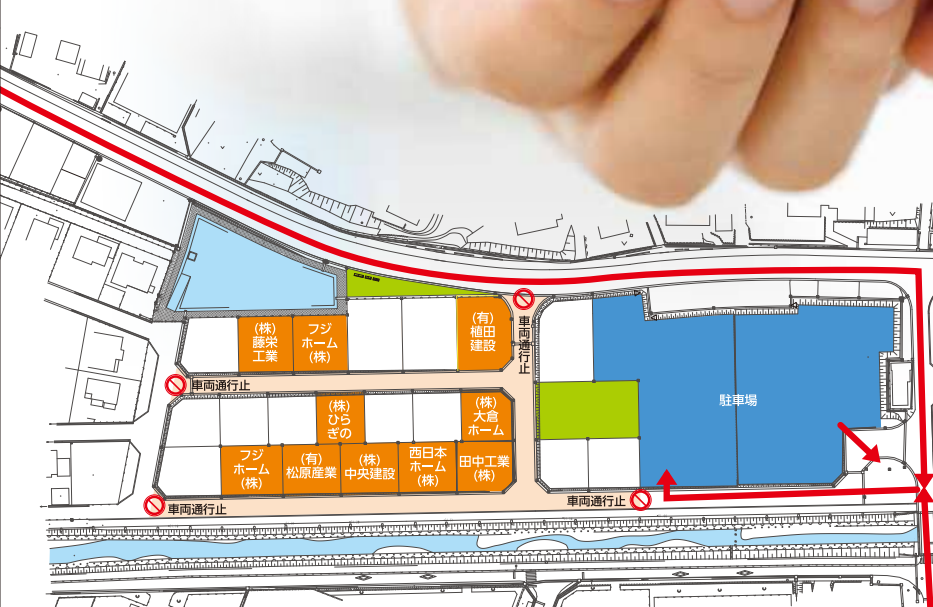 (株)
藤栄
工業
フジ
ホーム
(株)
(有)
植田
建設
車両通行止
車両通行止
(株)
ひら
ぎの
(株)
大倉
ホーム
駐車場
フジ
ホーム
(株)
(有)
松原産業
(株)
中央建設
西日本
ホーム
(株)
田中工業
(株)
車両通行止
車両通行止